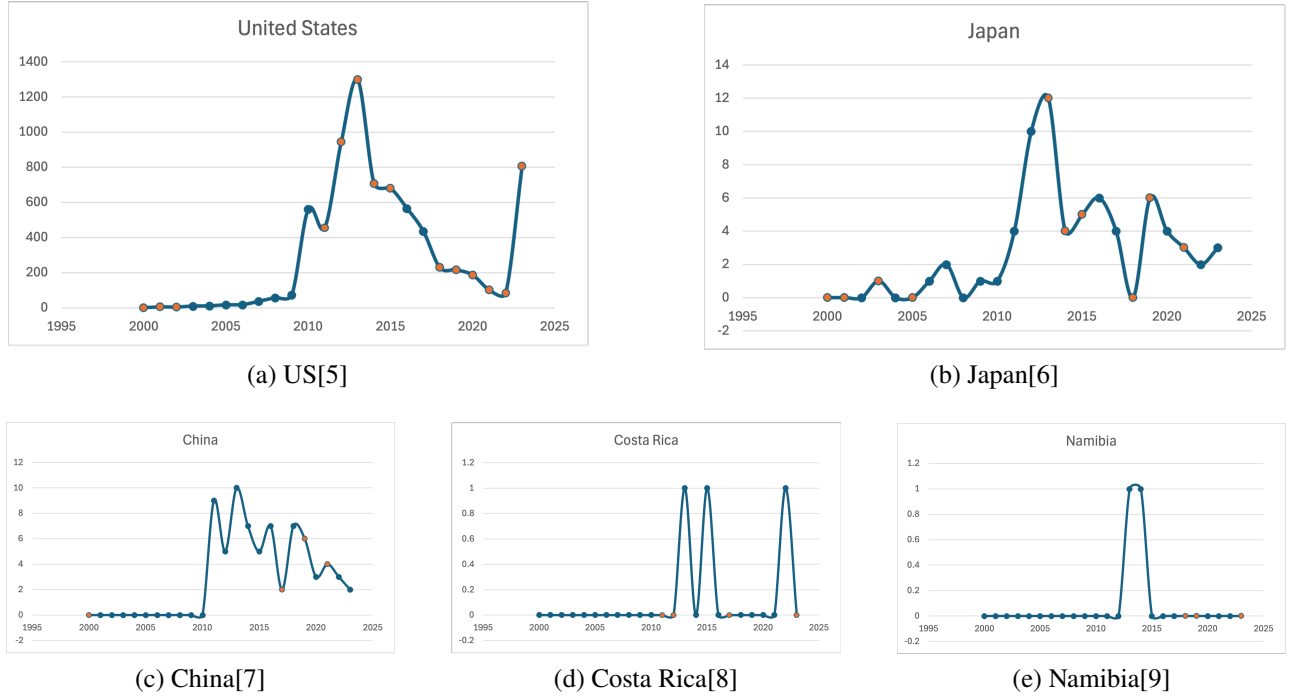 United States
1400
1200
1000
800
600
400
200
0
1995 2000 2005 2010 2015 2020 2025
(a) US[5]
Japan
14
12
10
8
6
4
2
0
-2
1995 2000 2005 2010 2015 2020 2025
(b) Japan[6]
China
12
10
8
6
4
2
0
-2
1995 2000 2005 2010 2015 2020 2025
(c) China[7]
Costa Rica
1.2
1
0.8
0.6
0.4
0.2
0
-0.2
1995 2000 2005 2010 2015 2020 2025
(d) Costa Rica[8]
Namibia
1.2
1
0.8
0.6
0.4
0.2
0
-0.2
1995 2000 2005 2010 2015 2020 2025
(e) Namibia[9]